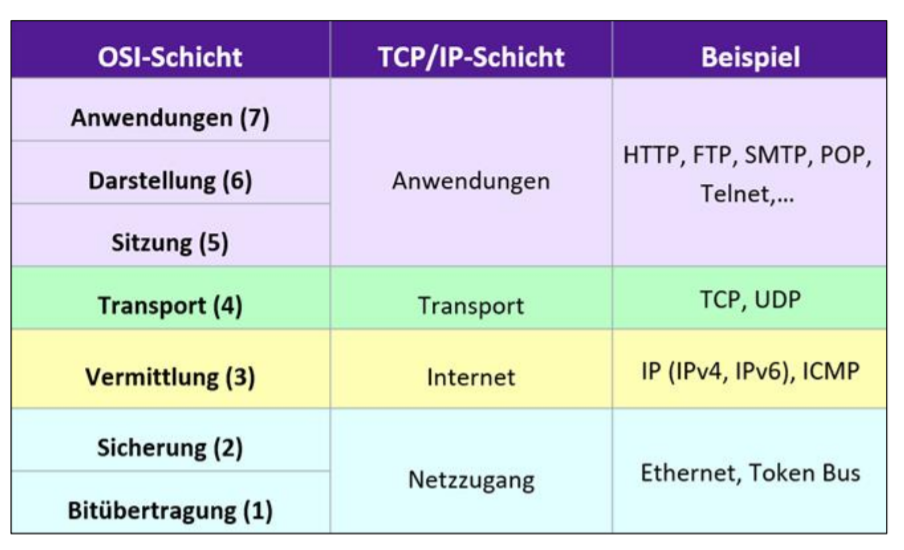 OSI-Schicht TCP/IP-Schicht Beispiel
Anwendungen (7)
Darstellung (6)
Sitzung (5)
Anwendungen
HTTP, FTP, SMTP, POP,
Telnet,...
Transport (4) Transport TCP, UDP
Vermittlung (3) Internet IP (IPv4, IPv6), ICMP
Sicherung (2)
Bitübertragung (1)
Netzzugang
Ethernet, Token Bus